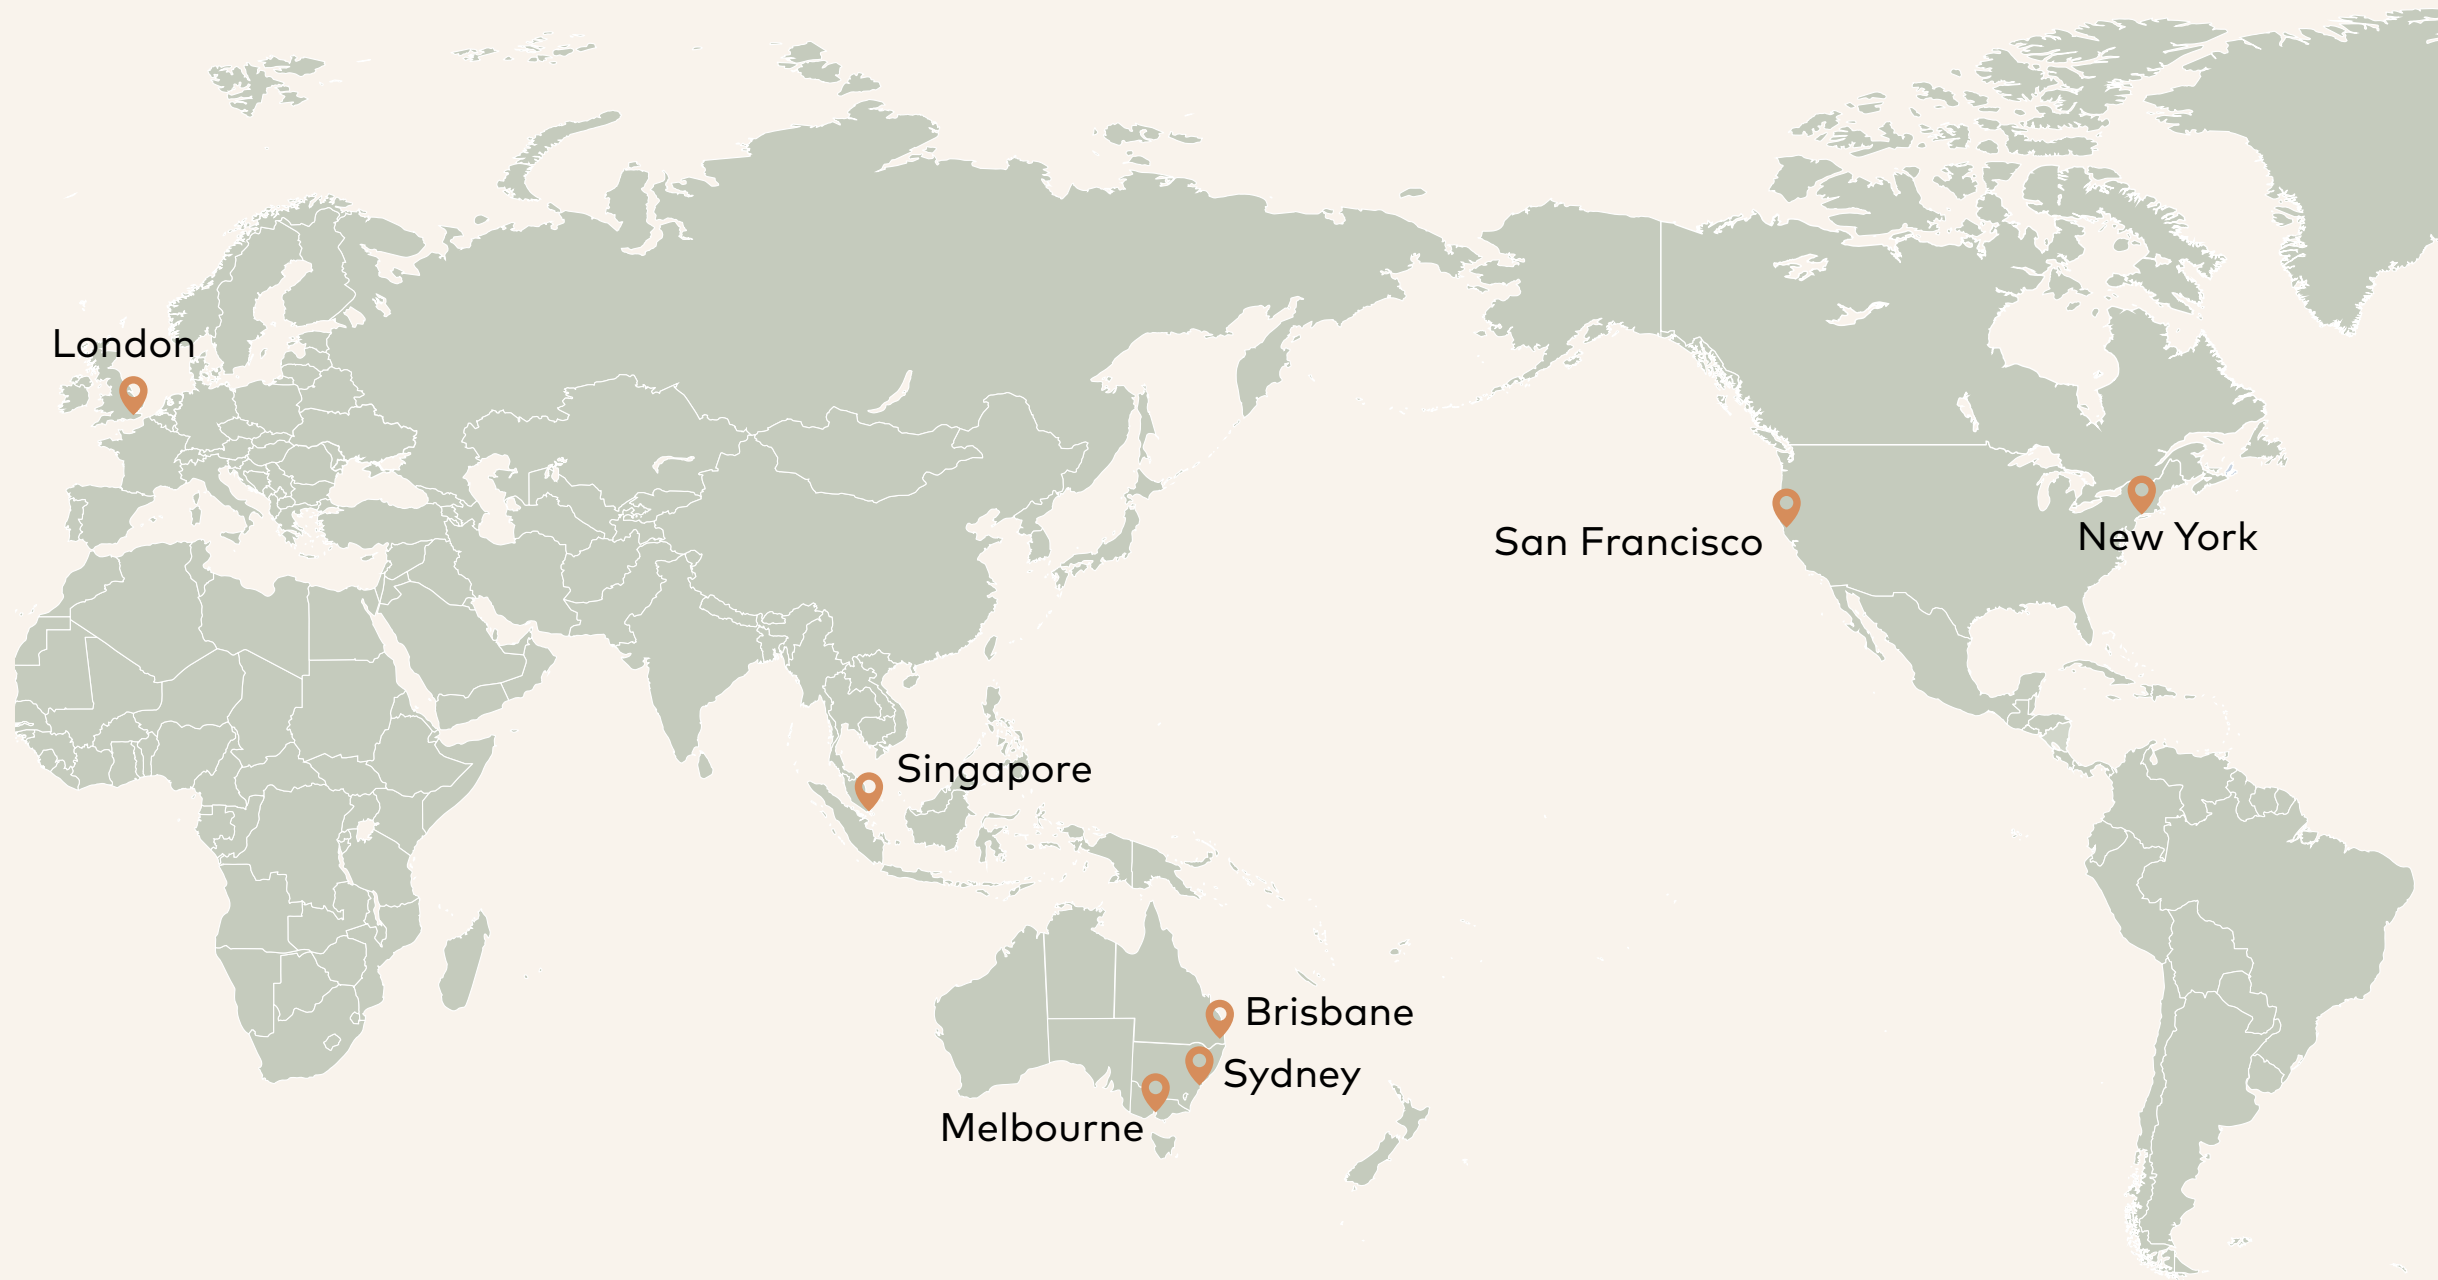 London
San Francisco
New York
Singapore
Brisbane
Sydney
Melbourne